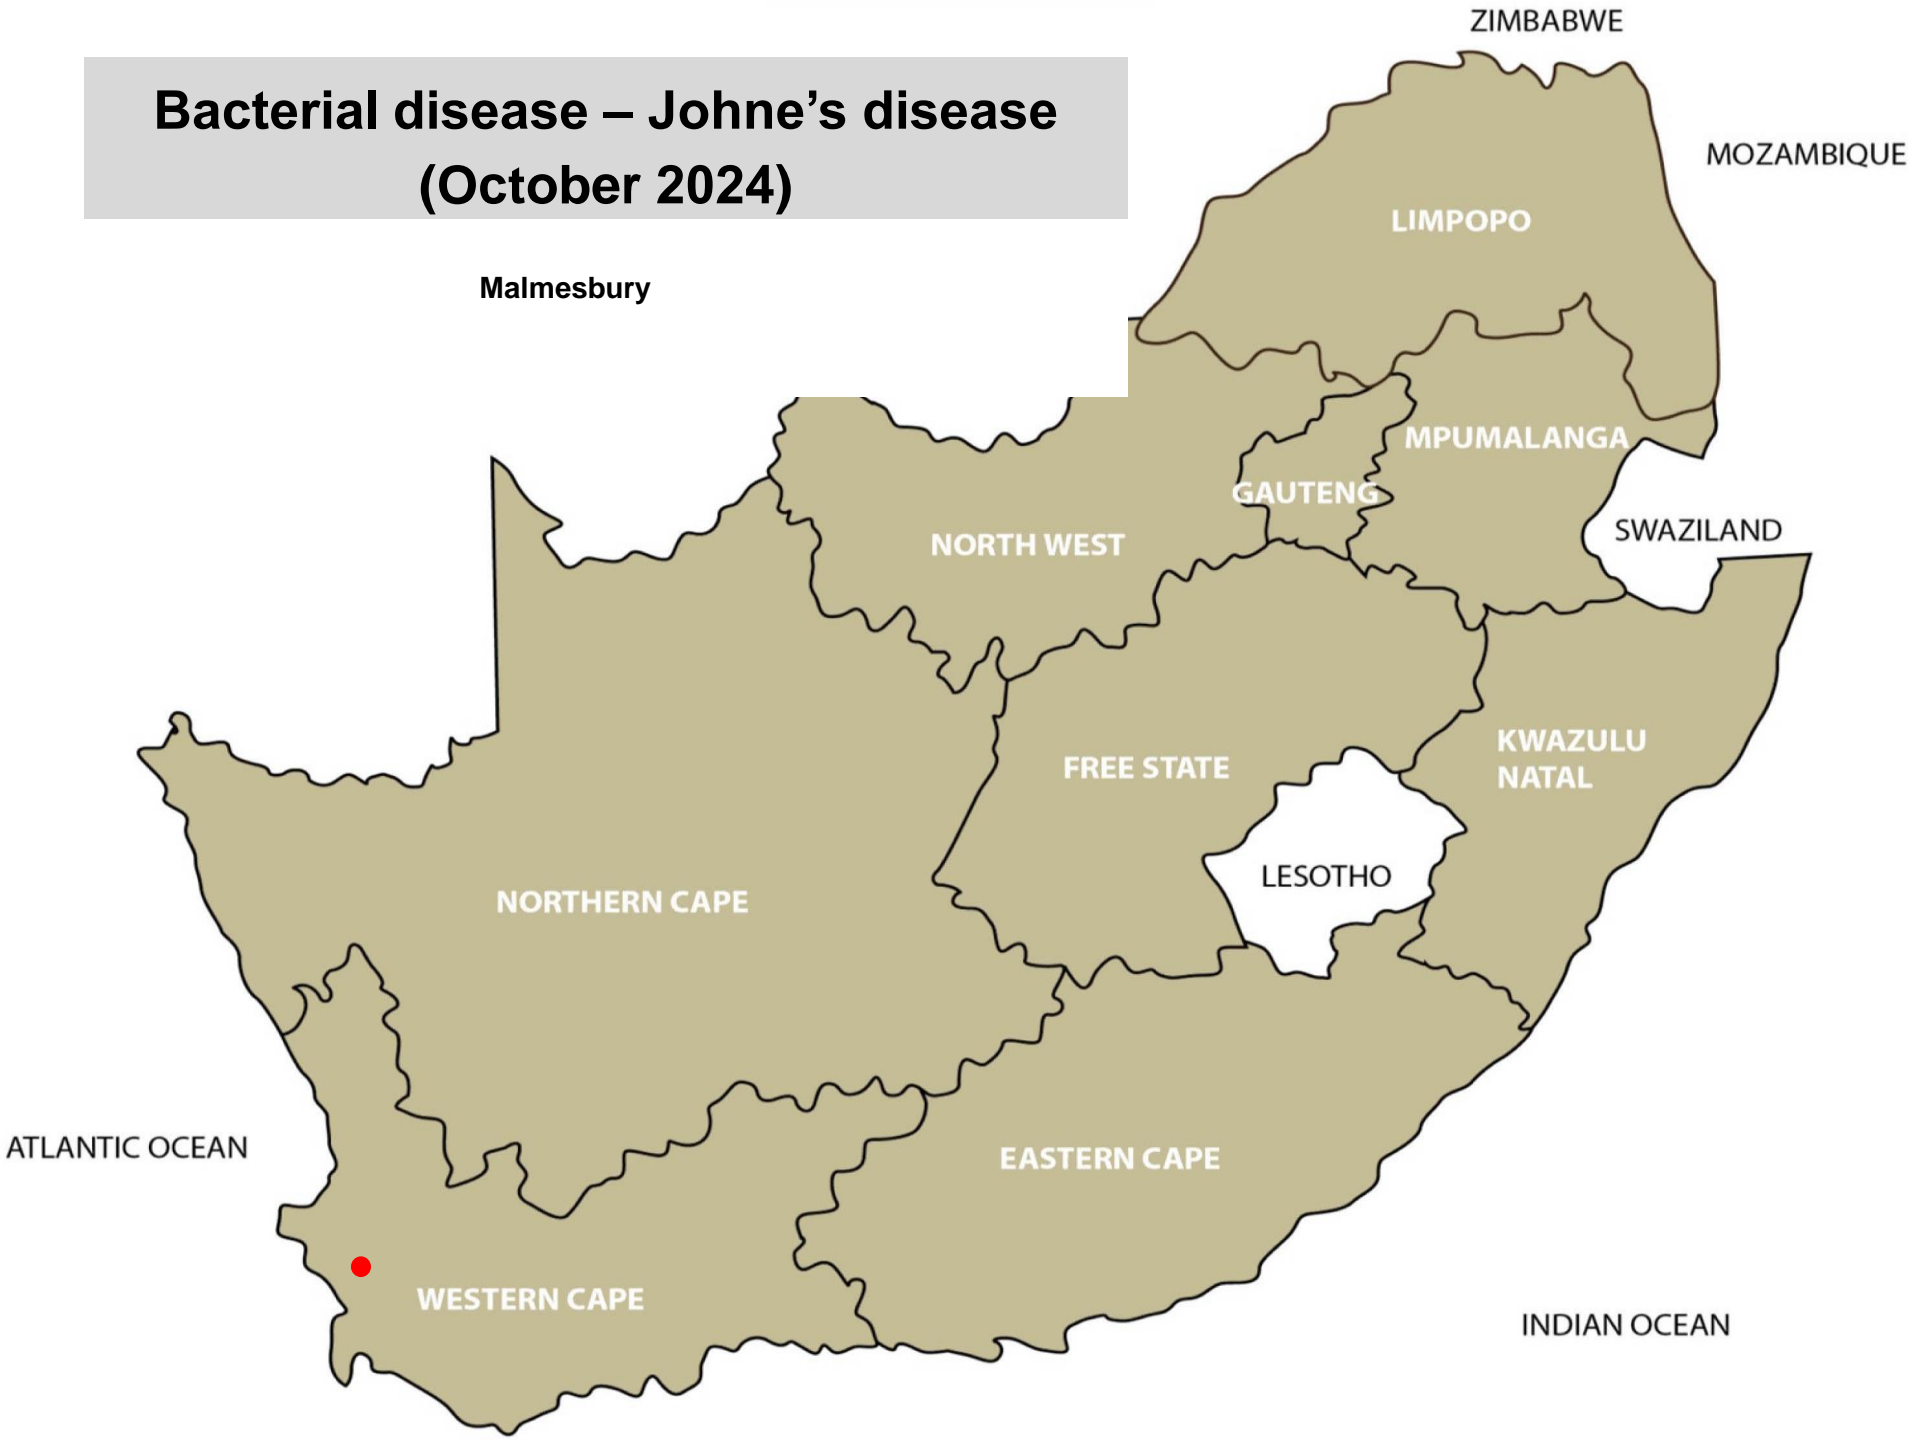 ZIMBABWE
Bacterial disease – Johne’s disease
(October 2024)
MOZAMBIQUE
LIMPOPO
Malmesbury
MPUMALANGA
GAUTENG
SWAZILAND
NORTH WEST
KWAZULU
NATAL
FREE STATE
LESOTHO
NORTHERN CAPE
ATLANTIC OCEAN
EASTERN CAPE
WESTERN CAPE
INDIAN OCEAN